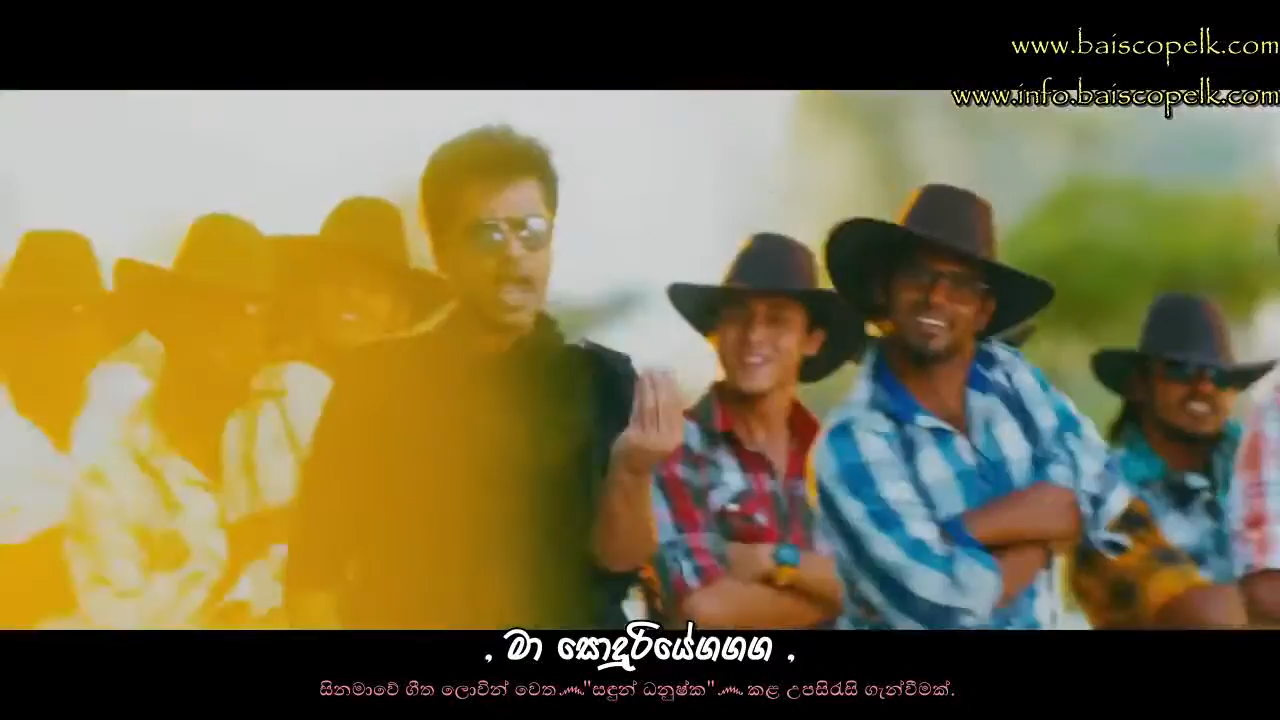 www.baiscopelk.com
www.info.baiscopelk.com
, මා සොදුරියේගගග ,
සිනමාවේ ගීත ලොවින් වෙත "සඳුන් ධනුෂ්ක" කළ උපසිරැසි ගැන්වීමක්.